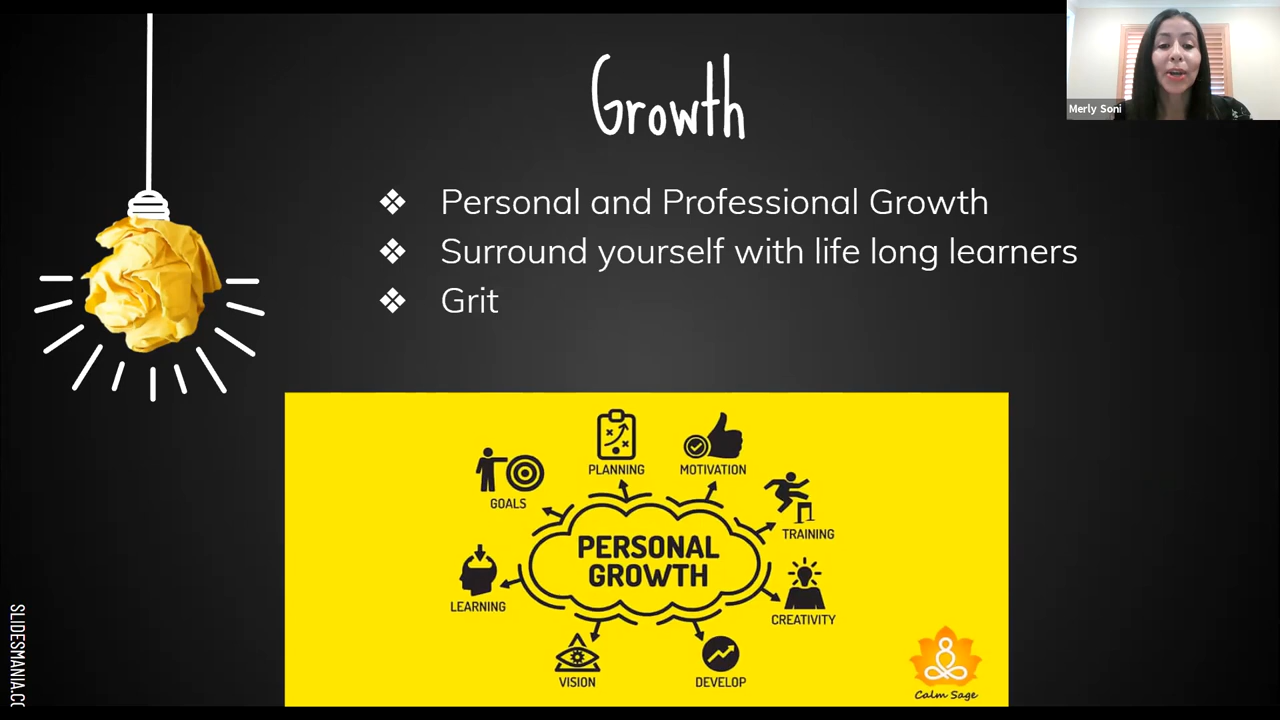 Growth
Merly Soni
❖ Personal and Professional Growth
❖ Surround yourself with life long learners
❖ Grit
PLANNING
MOTIVATION
GOALS
TRAINING
PERSONAL
GROWTH
LEARNING
CREATIVITY
VISION
DEVELOP
Calm Sage
SLIDESMANIA.CC